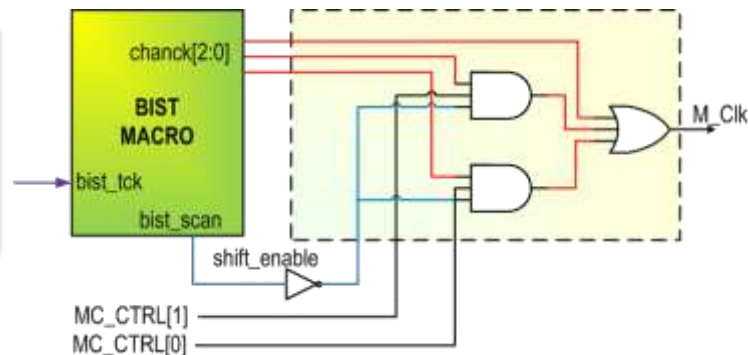 chanck[2:0]
BIST
MACRO
M_Clk
bist_tck
bist_scan
shift_enable
MC_CTRL[1]
MC_CTRL[0]